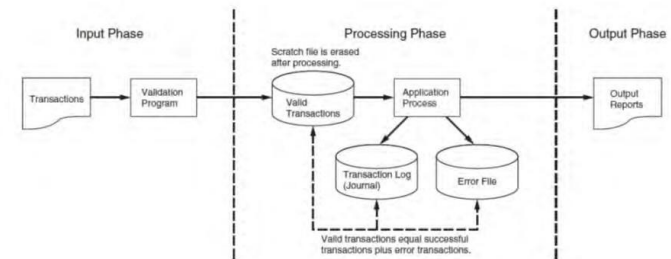 Input Phase
Processing Phase
Output Phase
Scratch file is erased
after processing.
Transactions
Validation
Program
Valid
Transactions
Application
Process
Output
Reports
Transaction Log
(Journal)
Error File
Valid transactions equal successful
transactions plus error transactions.